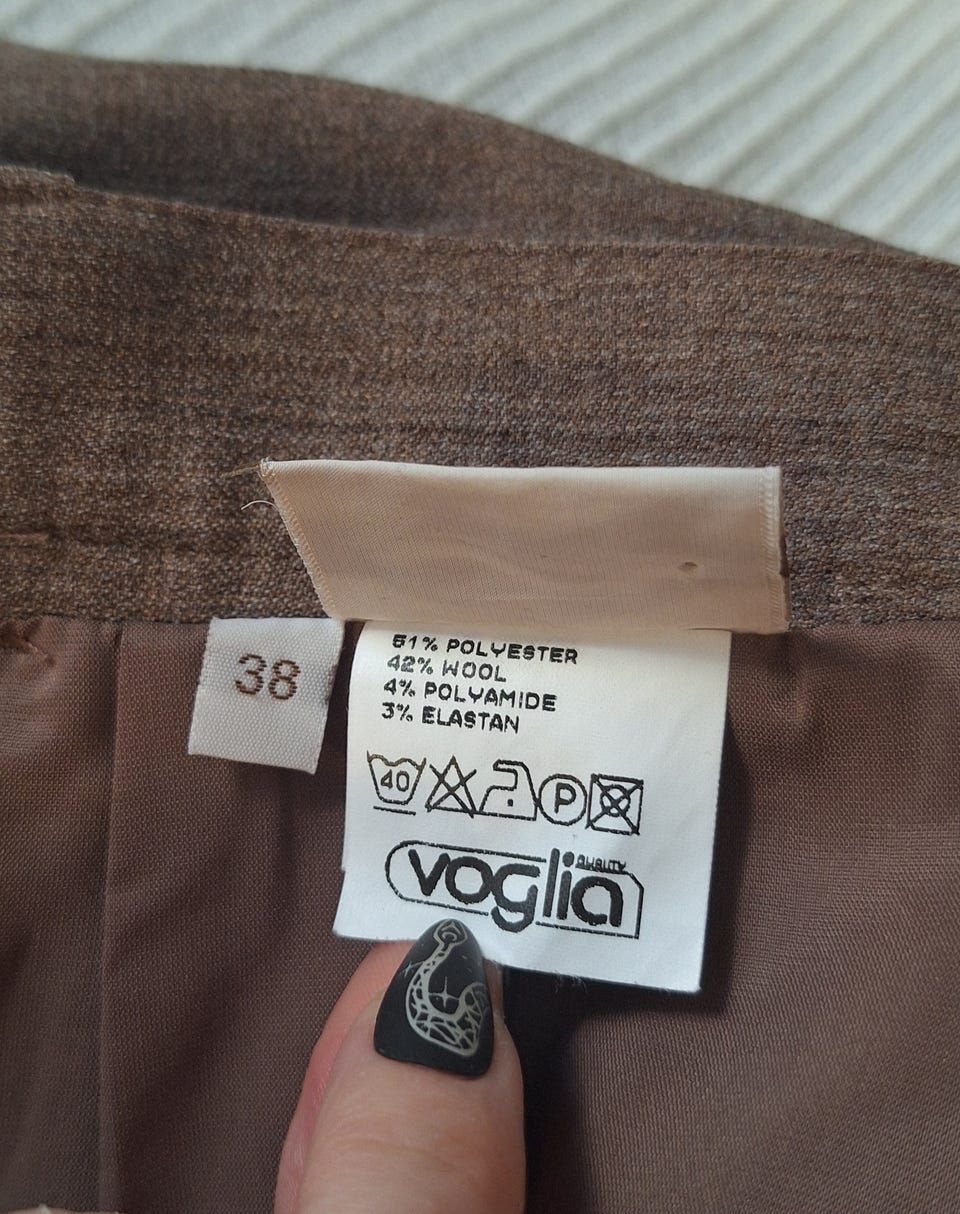 38
51% POLYESTER
42% WOOL
4% POLYAMIDE
3% ELASTAN
40 P
voglia QUALITY